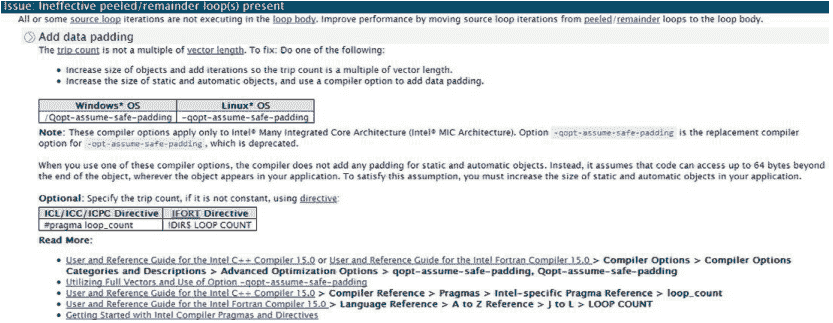 Issue: Ineffective peeled/remainder loop(s) present
All or some source loop iterations are not executing in the loop body. Improve performance by moving source loop iterations from peeled/remainder loops to the loop body.
Add data padding
The trip count is not a multiple of vector length. To fix: Do one of the following:
• Increase size of objects and add iterations so the trip count is a multiple of vector length.
• Increase the size of static and automatic objects, and use a compiler option to add data padding.
Windows* OS Linux* OS
/Qopt-assume-safe-padding -qopt-assume-safe-padding
Note: These compiler options apply only to Intel® Many Integrated Core Architecture (Intel® MIC Architecture). Option -qopt-assume-safe-padding is the replacement compiler
option for -opt-assume-safe-padding, which is deprecated.
When you use one of these compiler options, the compiler does not add any padding for static and automatic objects. Instead, it assumes that code can access up to 64 bytes beyond
the end of the object, wherever the object appears in your application. To satisfy this assumption, you must increase the size of static and automatic objects in your application.
Optional: Specify the trip count, if it is not constant, using directive:
ICL/ICC/ICPC Directive IFORT Directive
#pragma loop_count !DIR$ LOOP COUNT
Read More:
• User and Reference Guide for the Intel C++ Compiler 15.0 or User and Reference Guide for the Intel Fortran Compiler 15.0 > Compiler Options > Compiler Options
Categories and Descriptions > Advanced Optimization Options > qopt-assume-safe-padding, Qopt-assume-safe-padding
• Utilizing Full Vectors and Use of Option -qopt-assume-safe-padding
• User and Reference Guide for the Intel C++ Compiler 15.0 > Compiler Reference > Pragmas > Intel-specific Pragma Reference > loop_count
• User and Reference Guide for the Intel Fortran Compiler 15.0 > Language Reference > A to Z Reference > J to L > LOOP COUNT
• Getting Started with Intel Compiler Pragmas and Directives